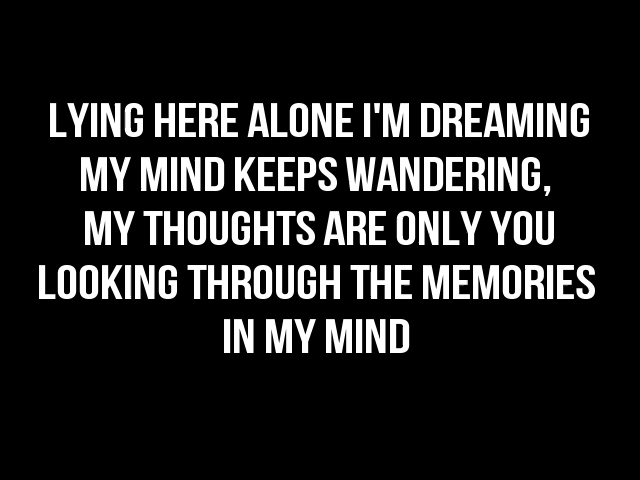 LYING HERE ALONE I'M DREAMING
MY MIND KEEPS WANDERING,
MY THOUGHTS ARE ONLY YOU
LOOKING THROUGH THE MEMORIES
IN MY MIND